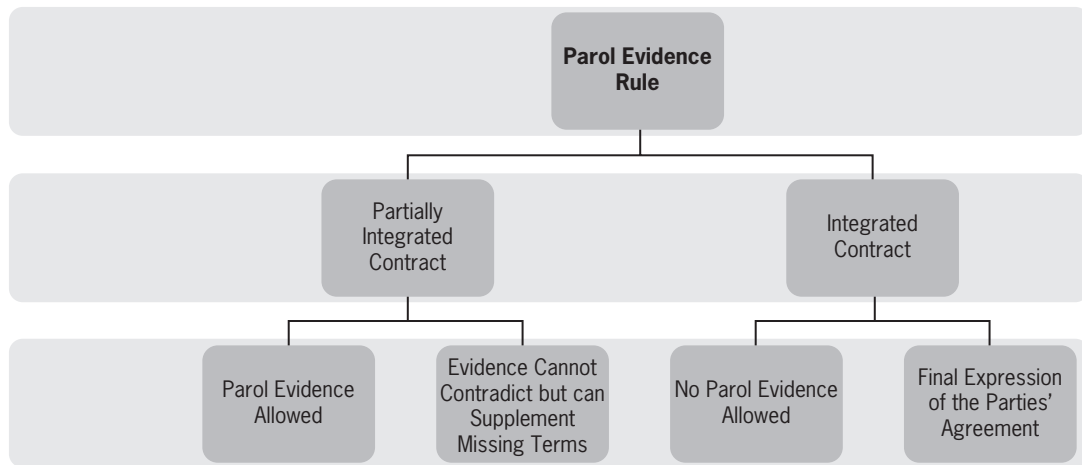 Parol Evidence
Rule
Partially
Integrated
Contract
Integrated
Contract
Parol Evidence
Allowed
Evidence Cannot
Contradict but can
Supplement
Missing Terms
No Parol Evidence
Allowed
Final Expression
of the Parties’
Agreement